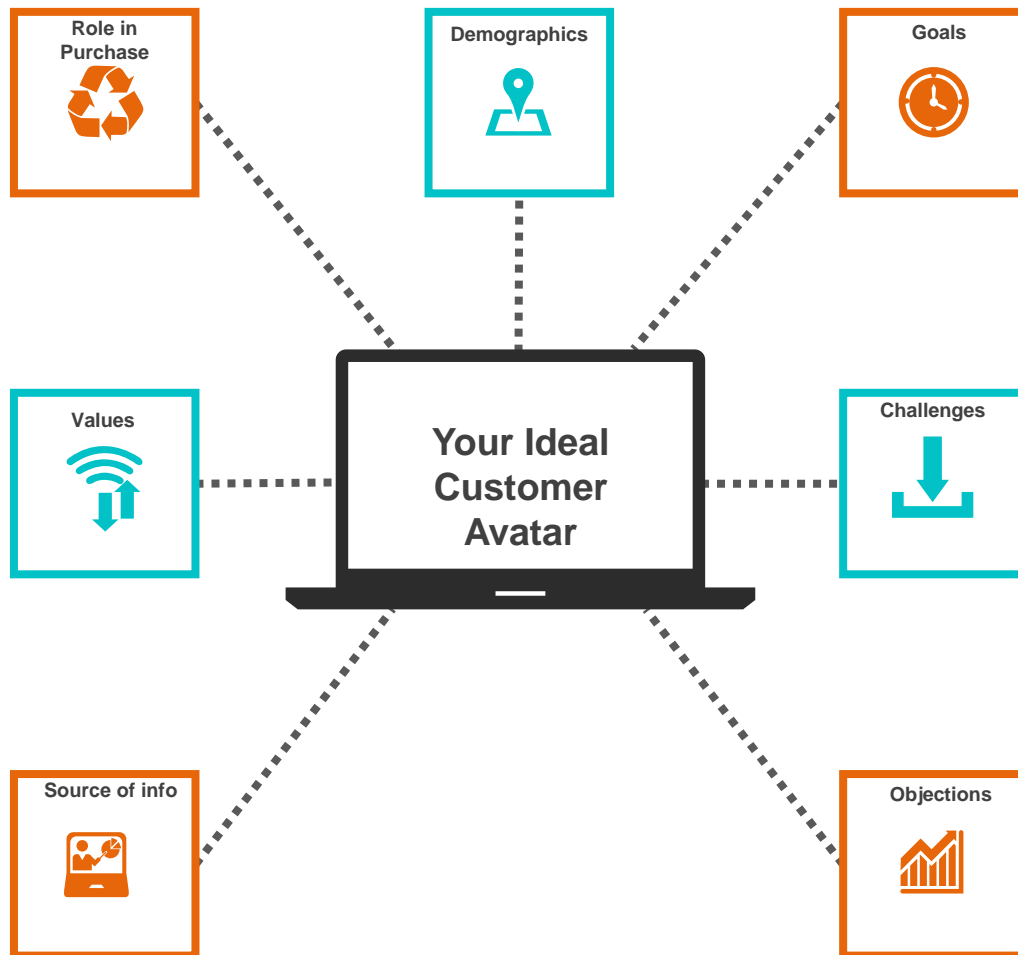 Role in
Purchase
Demographics
Goals
Values
Your Ideal
Customer
Avatar
Challenges
Source of info
Objections